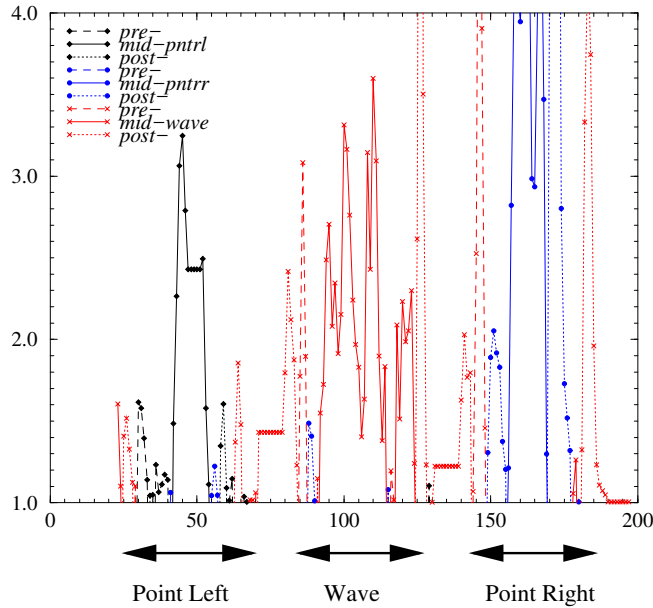 4.0
pre-
mid-pntrl
post-
pre-
mid-pntrr
post-
pre-
mid-wave
post-
3.0
2.0
1.0
0 50 100 150 200
Point Left Wave Point Right